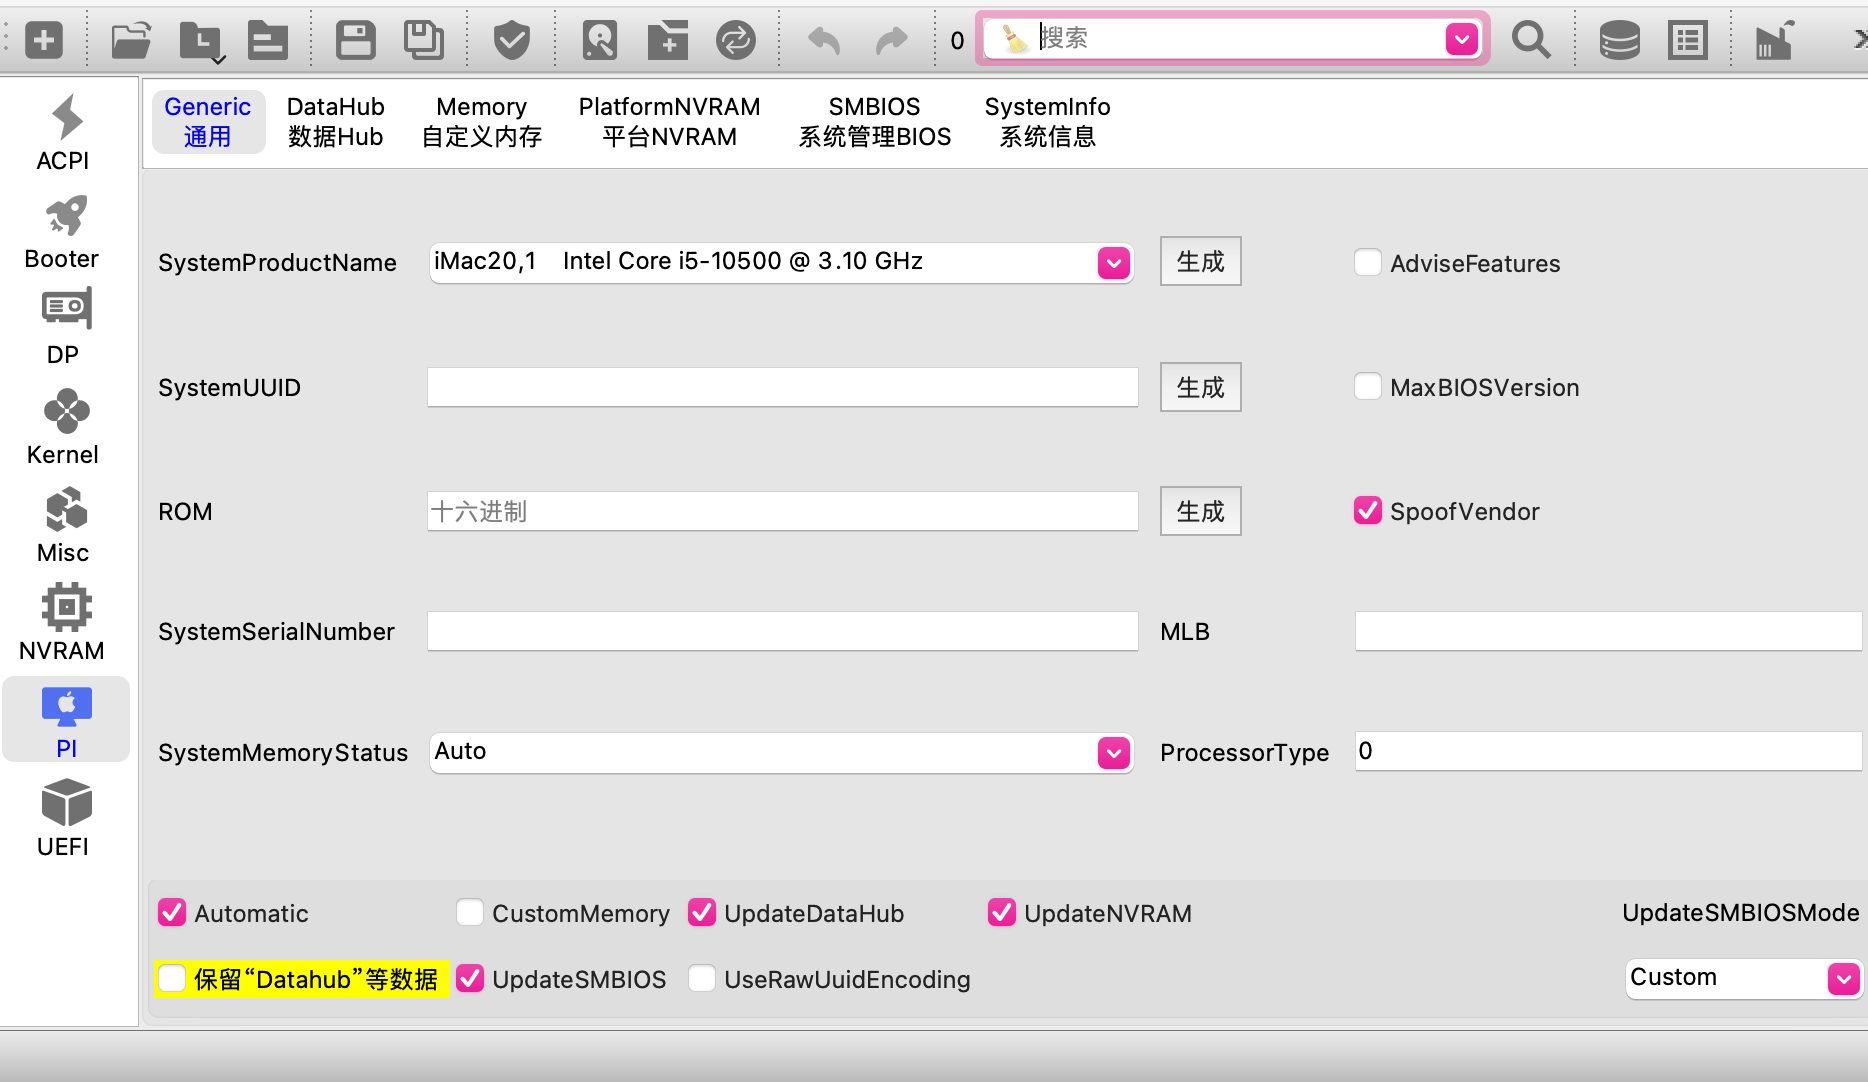 0
搜索
ACPI
Booter
DP
Kernel
Misc
NVRAM
PI
UEFI
Generic
通用
DataHub
数据Hub
Memory
自定义内存
PlatformNVRAM
平台NVRAM
SMBIOS
系统管理BIOS
SystemInfo
系统信息
SystemProductName
iMac20,1 Intel Core i5-10500 @ 3.10 GHz
生成
AdviseFeatures
SystemUUID
生成
MaxBIOSVersion
ROM
十六进制
生成
SpoofVendor
SystemSerialNumber
MLB
SystemMemoryStatus
Auto
ProcessorType
0
Automatic
CustomMemory
UpdateDataHub
UpdateNVRAM
UpdateSMBIOSMode
保留“Datahub”等数据
UpdateSMBIOS
UseRawUuidEncoding
Custom